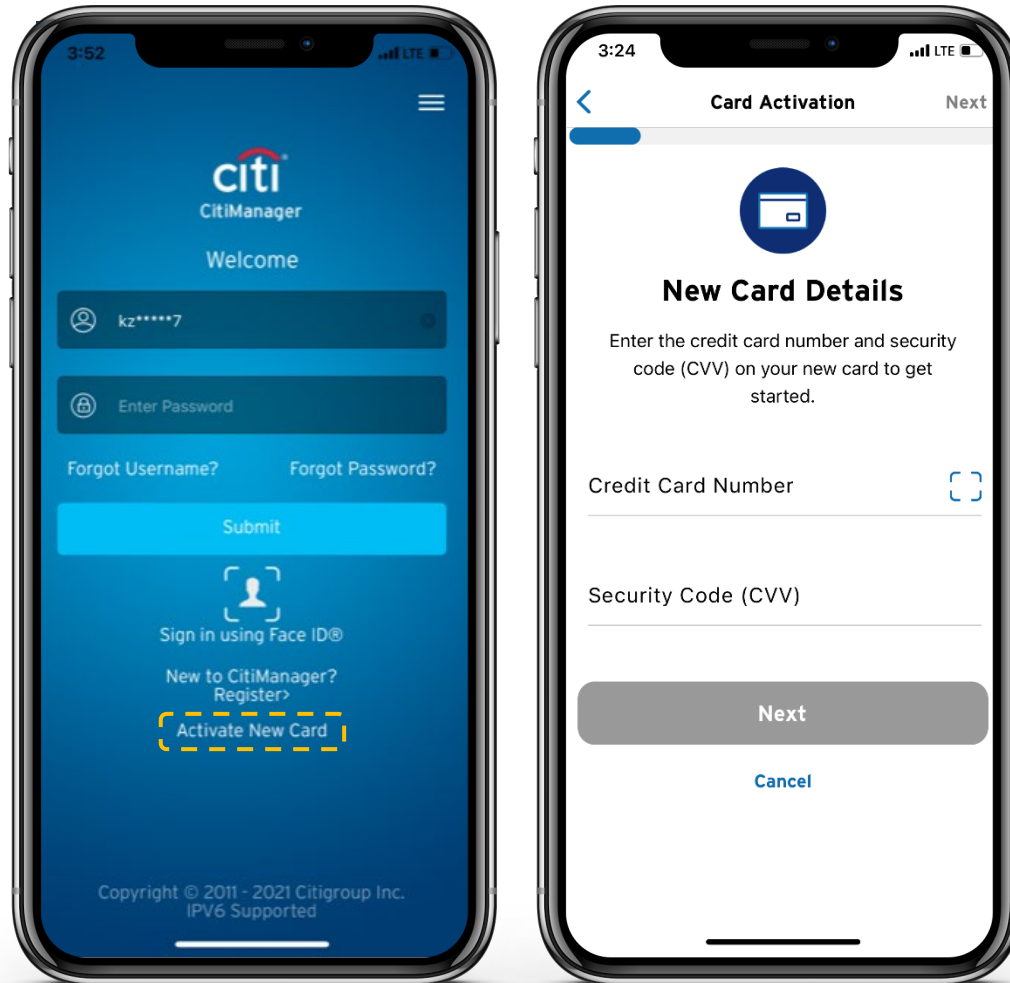 3:52
LTE
citi
CitiManager
Welcome
kz*****7
Enter Password
Forgot Username? Forgot Password?
Submit
Sign in using Face ID®
New to CitiManager?
Register>
Activate New Card
Copyright © 2011 - 2021 Citigroup Inc.
IPV6 Supported
3:24
LTE
Card Activation Next
New Card Details
Enter the credit card number and security
code (CVV) on your new card to get
started.
Credit Card Number
Security Code (CVV)
Next
Cancel